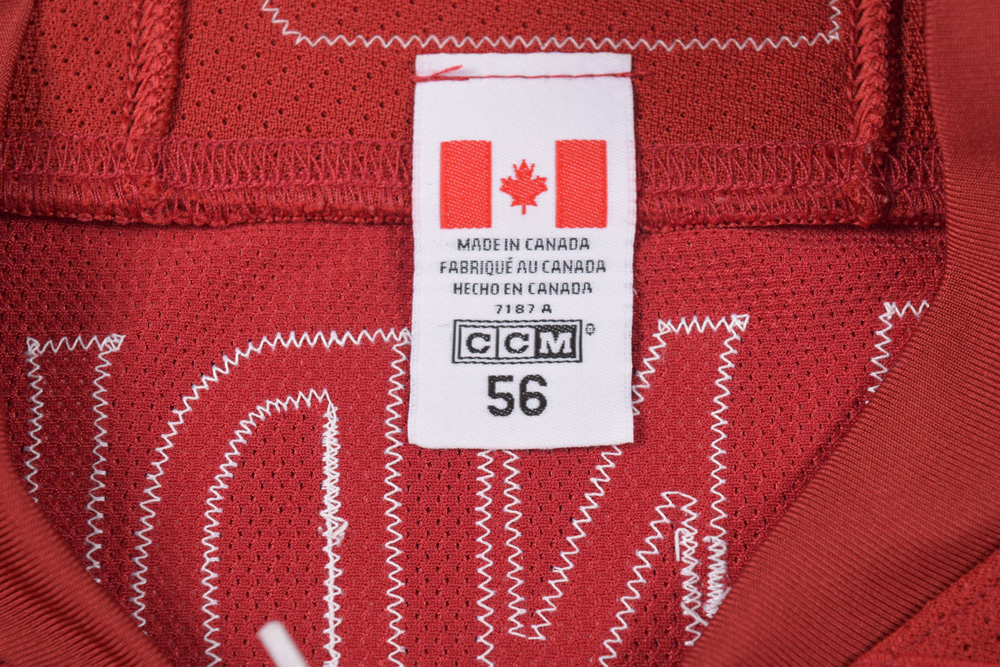 MADE IN CANADA
FABRIQUÉ AU CANADA
HECHO EN CANADA
7187 A
CCM®
56